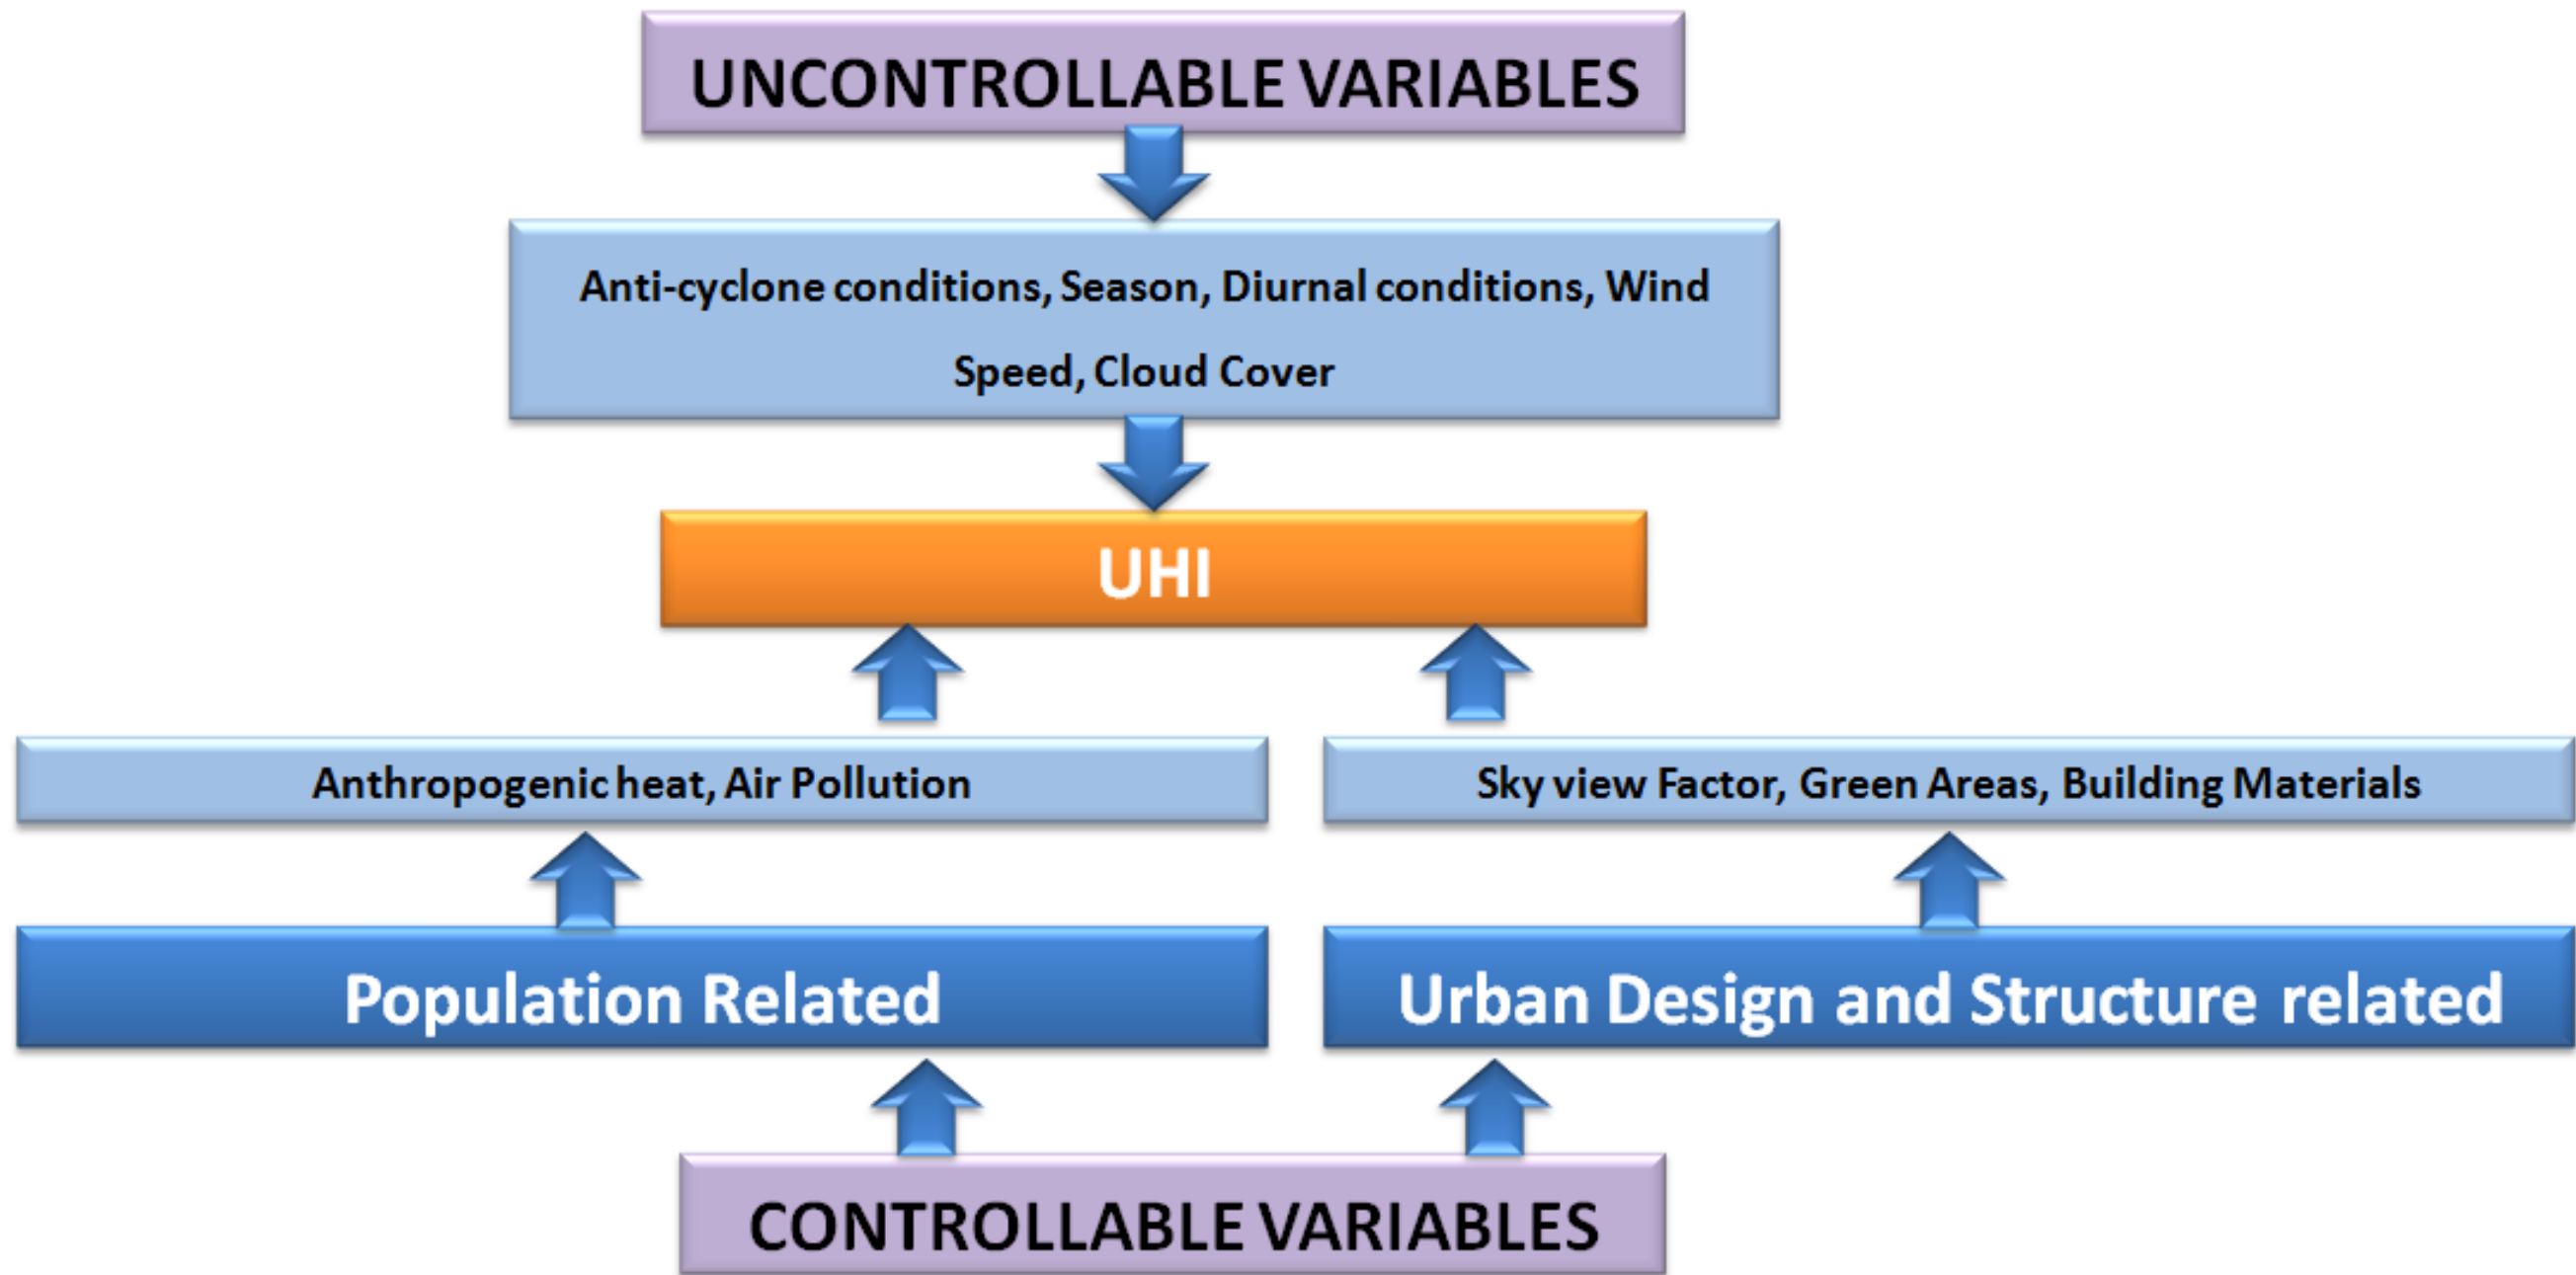 UNCONTROLLABLE VARIABLES
Anti-cyclone conditions, Season, Diurnal conditions, Wind
Speed, Cloud Cover
UHI
Anthropogenic heat, Air Pollution
Sky view Factor, Green Areas, Building Materials
Population Related
Urban Design and Structure related
CONTROLLABLE VARIABLES